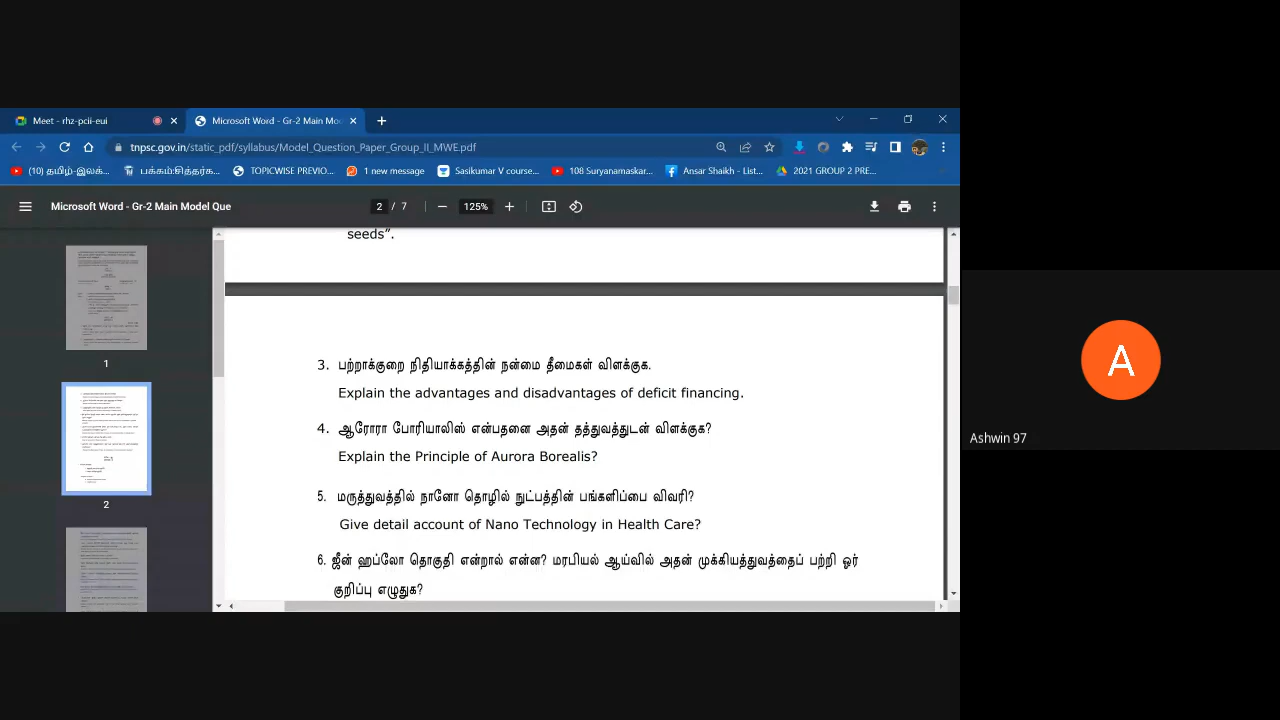 Meet - rhz-pcii-eui
Microsoft Word - Gr-2 Main Mod
tnpsc.gov.in/static_pdf/syllabus/Model_Question_Paper_Group_II_MWE.pdf
(10) தமிழ்-இலக்... பக்கம்:சித்தர்க... TOPICWISE PREVIO... 1 new message Sasikumar V course... 108 Suryanamaskar... Ansar Shaikh - List... 2021 GROUP 2 PRE...
Microsoft Word - Gr-2 Main Model Que 2 / 7 125%
seeds”.
3. பற்றாக்குறை நிதியாக்கத்தின் நன்மை தீமைகள் விளக்குக.
Explain the advantages and disadvantages of deficit financing.
4. ஆரோரா போரியாலிஸ் என்பதன் தத்துவத்துடன் விளக்குக?
Explain the Principle of Aurora Borealis?
5. மருத்துவத்தில் நானோ தொழில் நுட்பத்தின் பங்களிப்பை விவரி?
Give detail account of Nano Technology in Health Care?
6. ஜீன் ஹப்லோ தொகுதி என்றால் என்ன? மரபியல் ஆய்வில் அதன் முக்கியத்துவத்தைப் பற்றி ஓர்
குறிப்பு எழுதுக?
1
2
A
Ashwin 97